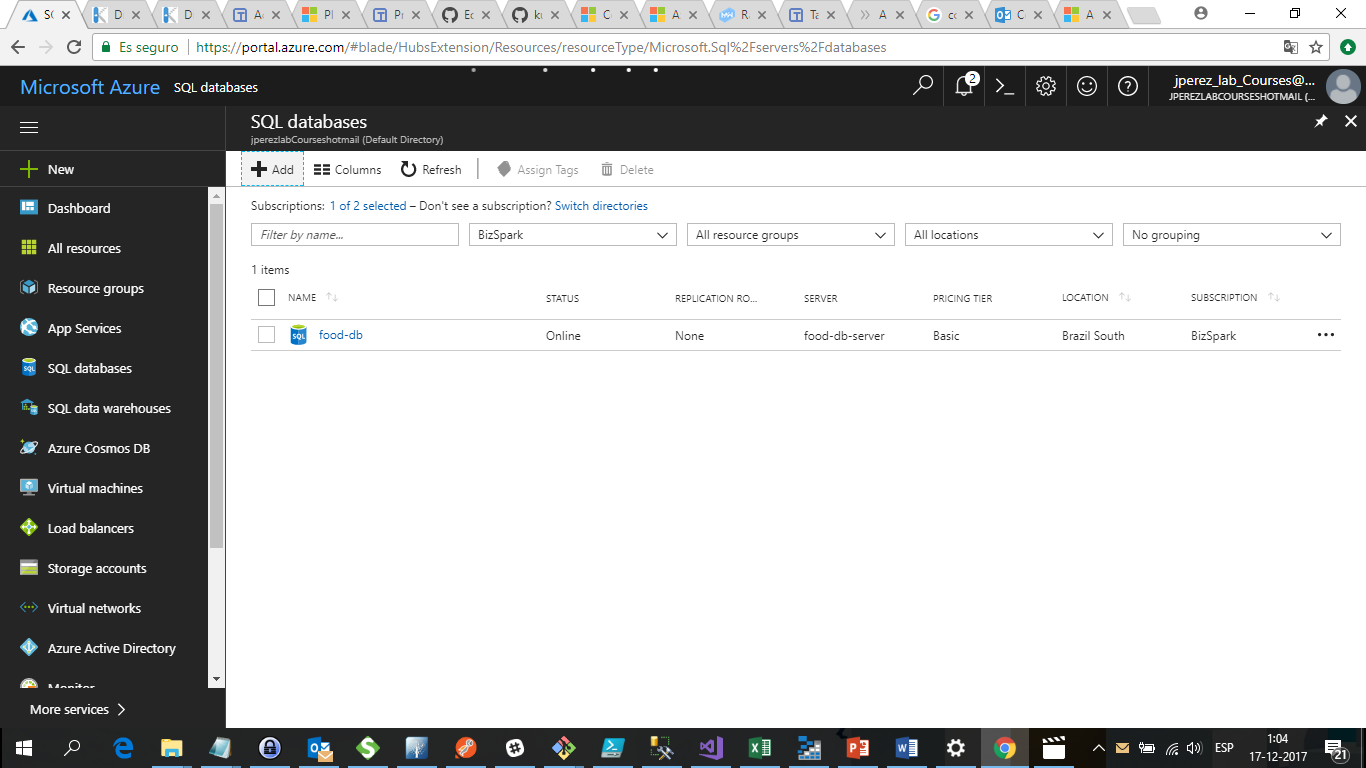 SC
D
D
Ac
Pl
Pr
Ec
ku
C
A
R
Ta
A
co
C
A
Es seguro
https://portal.azure.com/#blade/HubsExtension/Resources/resourceType/Microsoft.Sql%2Fservers%2Fdatabases
Microsoft Azure SQL databases
2
jperez_lab_Courses@...
JPEREZLABCOURSESHOTMAIL (...
SQL databases
jperezlabCourseshotmail (Default Directory)
New
Add Columns Refresh Assign Tags Delete
Dashboard
All resources
Resource groups
App Services
SQL databases
SQL data warehouses
Azure Cosmos DB
Virtual machines
Load balancers
Storage accounts
Virtual networks
Azure Active Directory
Monitor
More services
Subscriptions: 1 of 2 selected – Don't see a subscription? Switch directories
Filter by name... BizSpark All resource groups All locations No grouping
1 items
NAME STATUS REPLICATION RO... SERVER PRICING TIER LOCATION SUBSCRIPTION
SQL food-db Online None food-db-server Basic Brazil South BizSpark
ESP
1:04
17-12-2017
21